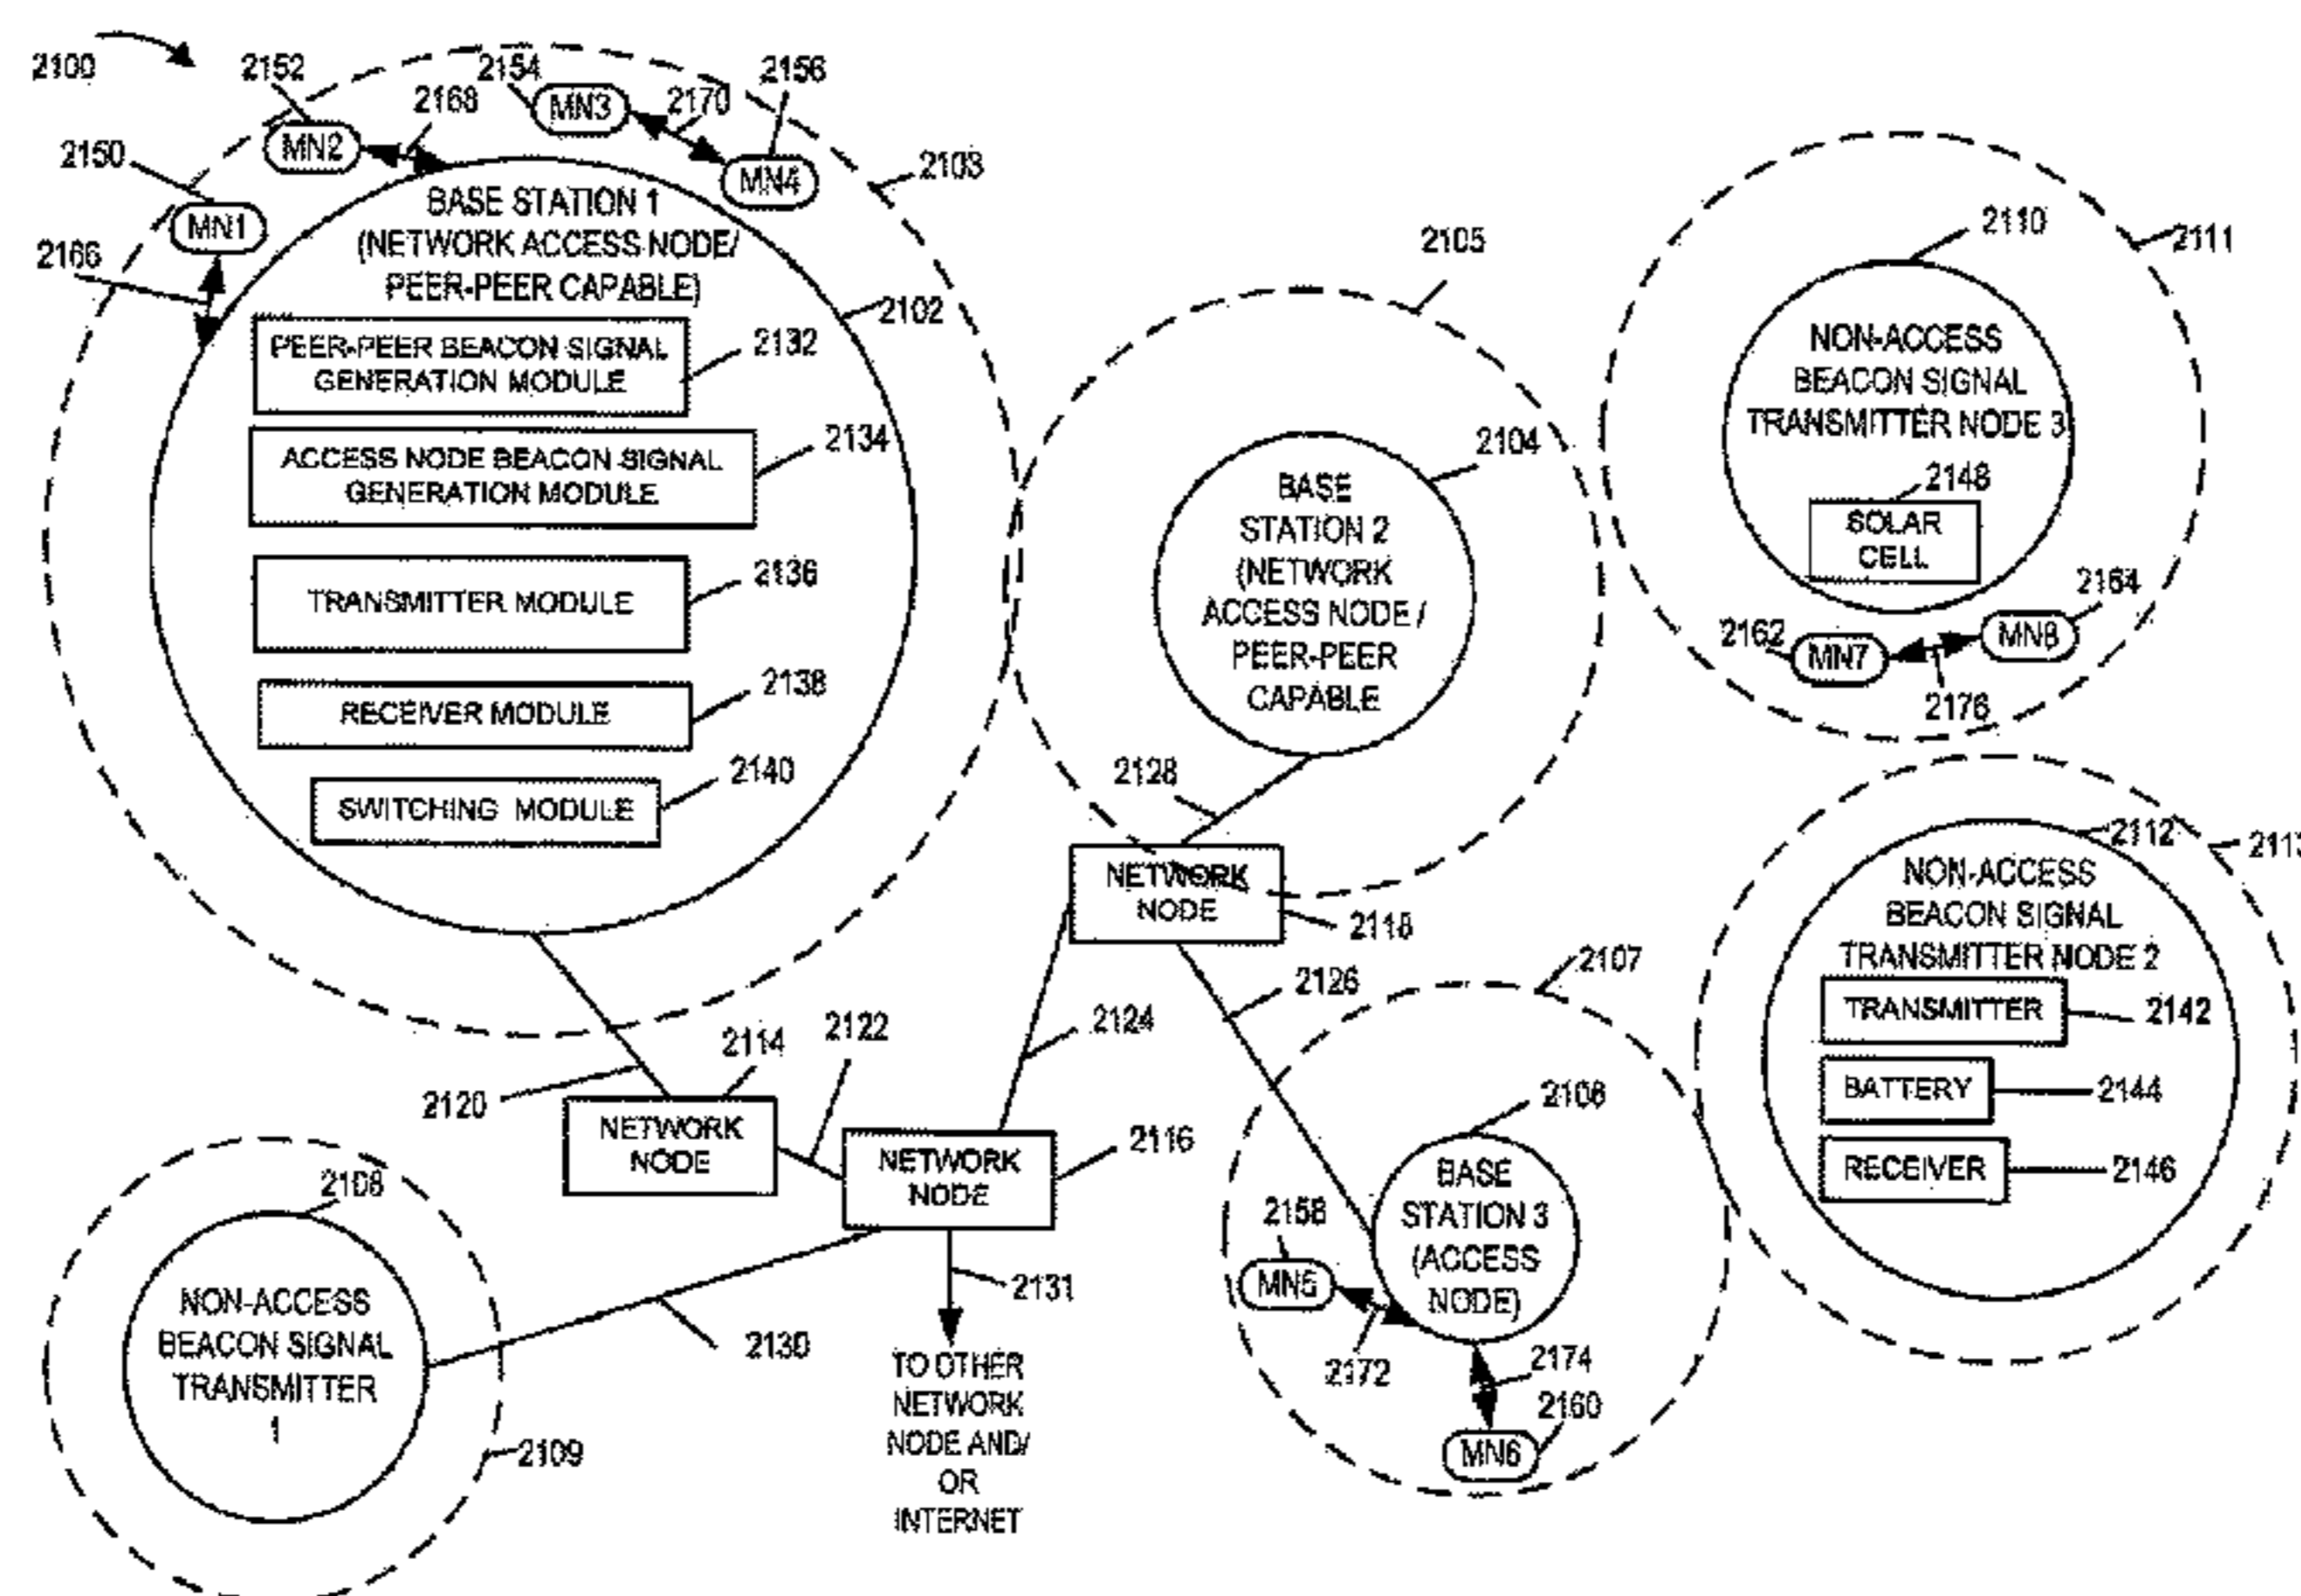 2100
2152
2154
2156
MN3
2170
2168
MN2
2150
MN4
2103
MN1
2166
BASE STATION 1
(NETWORK ACCESS NODE/
PEER-PEER CAPABLE)
2102
PEER-PEER BEACON SIGNAL
GENERATION MODULE
2132
ACCESS NODE BEACON SIGNAL
GENERATION MODULE
2134
TRANSMITTER MODULE
2136
RECEIVER MODULE
2138
SWITCHING MODULE
2140
2105
2104
BASE
STATION 2
(NETWORK
ACCESS NODE /
PEER-PEER
CAPABLE
2128
NETWORK
NODE
2118
2110
2111
NON-ACCESS
BEACON SIGNAL
TRANSMITTER NODE 3
2148
SOLAR
CELL
2164
2162
MN7
MN8
2176
2112
2113
NON-ACCESS
BEACON SIGNAL
TRANSMITTER NODE 2
TRANSMITTER
2142
BATTERY
2144
RECEIVER
2146
2107
2126
2124
2106
BASE
STATION 3
(ACCESS
NODE)
2158
MN5
2172
2174
2160
MN6
2120
2114
2122
NETWORK
NODE
NETWORK
NODE
2116
2131
TO OTHER
NETWORK
NODE AND/
OR
INTERNET
2130
2108
NON-ACCESS
BEACON SIGNAL
TRANSMITTER
1
2109